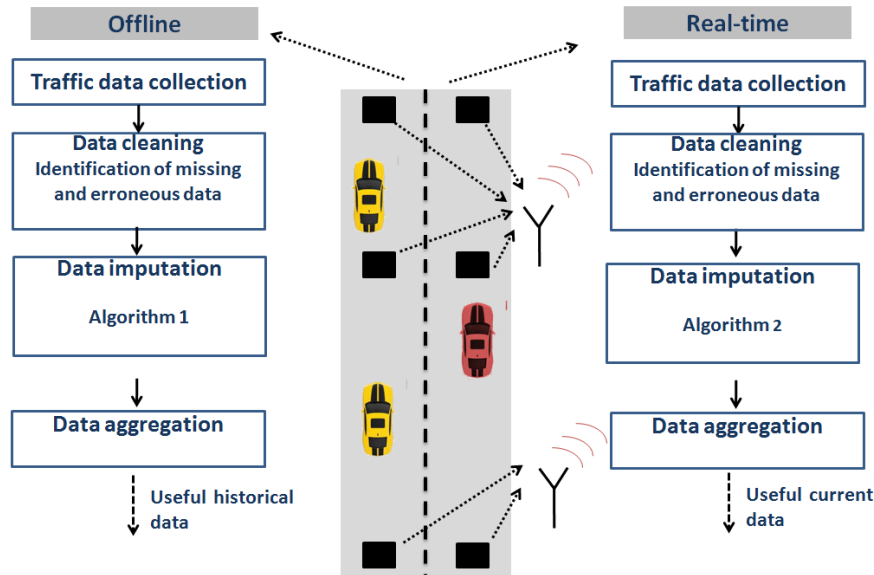 Offline
Traffic data collection
Data cleaning
Identification of missing
and erroneous data
Data imputation
Algorithm 1
Data aggregation
Useful historical
data
Real-time
Traffic data collection
Data cleaning
Identification of missing
and erroneous data
Data imputation
Algorithm 2
Data aggregation
Useful current
data